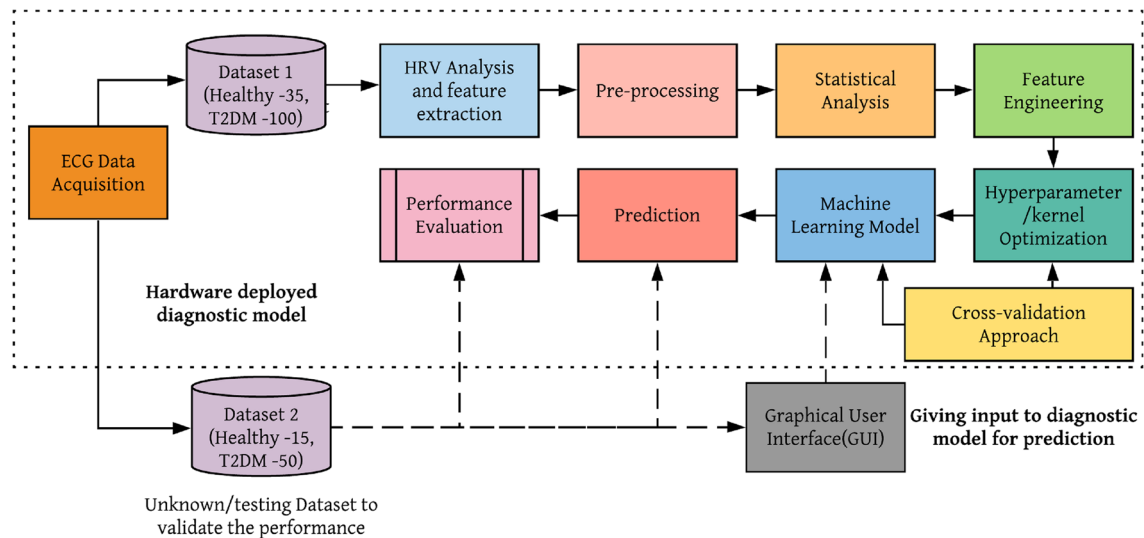 Dataset 1
(Healthy -35,
T2DM -100)
HRV Analysis
and feature
extraction
Pre-processing
Statistical
Analysis
Feature
Engineering
ECG Data
Acquisition
Performance
Evaluation
Prediction
Machine
Learning Model
Hyperparameter
/kernel
Optimization
Hardware deployed
diagnostic model
Cross-validation
Approach
Dataset 2
(Healthy -15,
T2DM -50)
Graphical User
Interface(GUI)
Giving input to diagnostic
model for prediction
Unknown/testing Dataset to
validate the performance